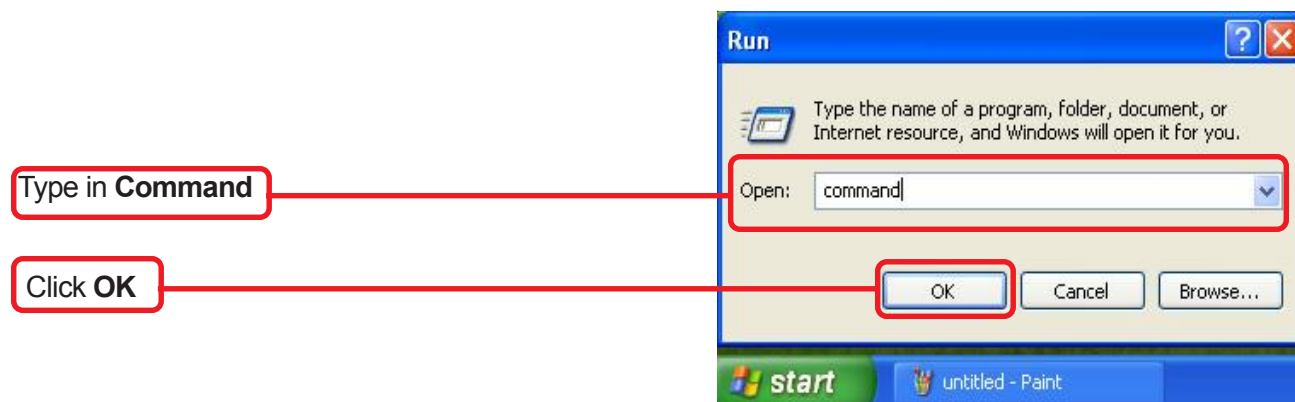 Run
Type the name of a program, folder, document, or
Internet resource, and Windows will open it for you.
Type in Command
Open: command
Click OK
OK Cancel Browse...
start untitled - Paint